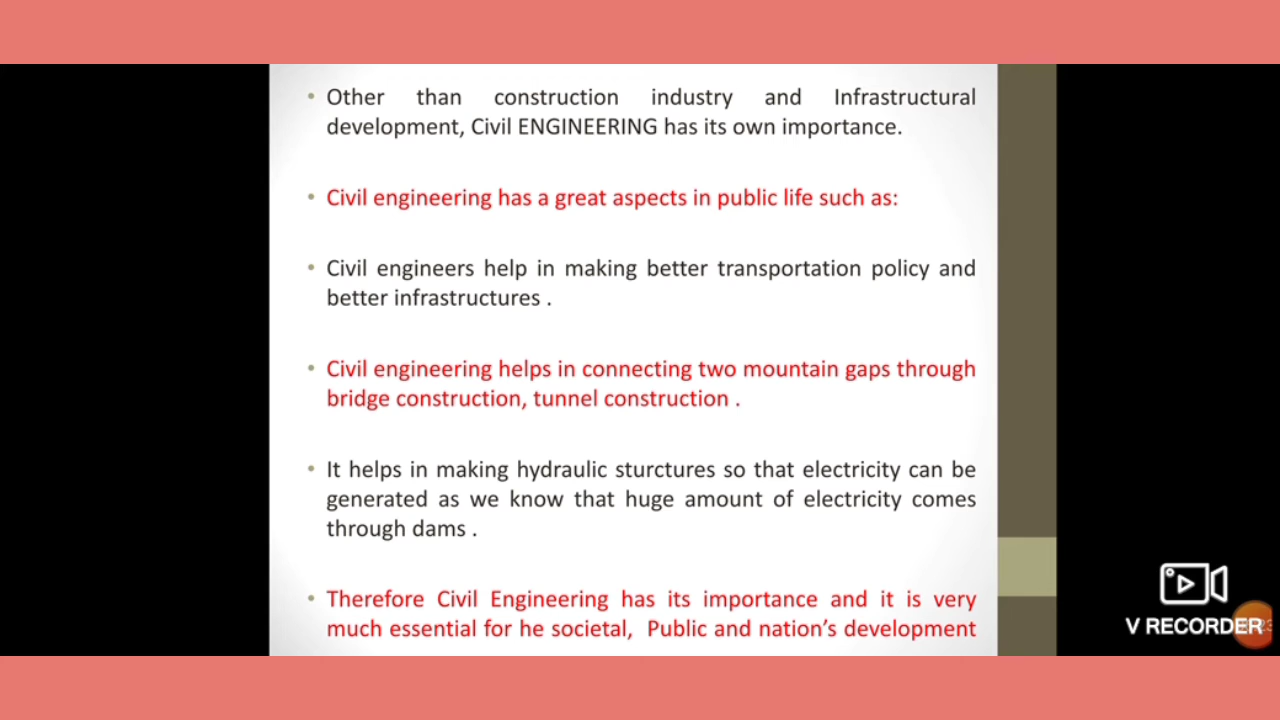 • Other than construction industry and Infrastructural
development, Civil ENGINEERING has its own importance.
• Civil engineering has a great aspects in public life such as:
• Civil engineers help in making better transportation policy and
better infrastructures .
• Civil engineering helps in connecting two mountain gaps through
bridge construction, tunnel construction .
• It helps in making hydraulic sturctures so that electricity can be
generated as we know that huge amount of electricity comes
through dams .
• Therefore Civil Engineering has its importance and it is very
much essential for he societal, Public and nation's development
V RECORDER